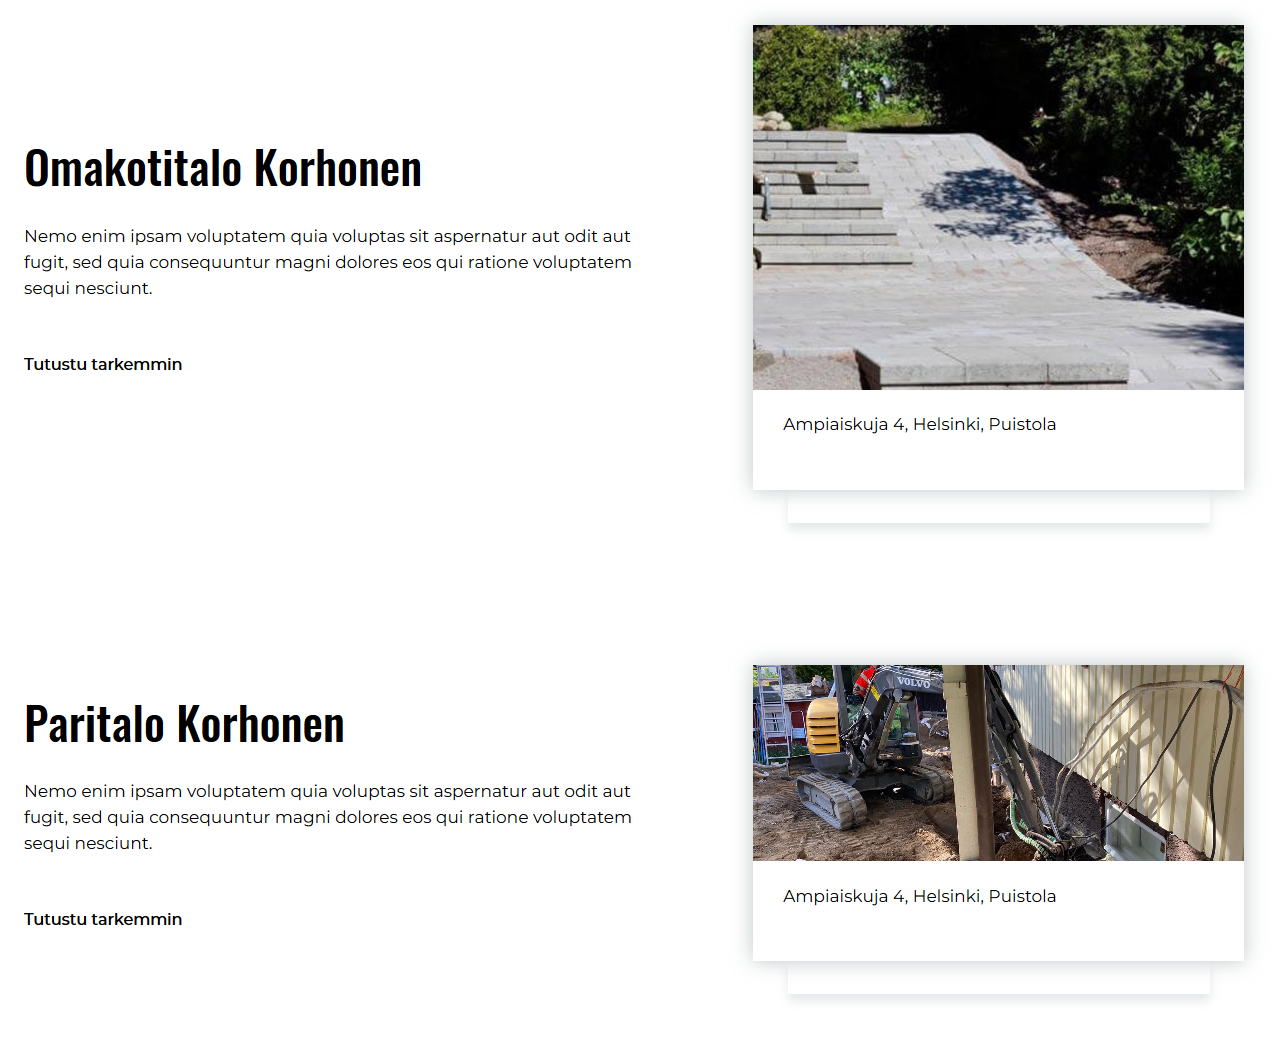 Omakotitalo Korhonen
Nemo enim ipsam voluptatem quia voluptas sit aspernatur aut odit aut
fugit, sed quia consequuntur magni dolores eos qui ratione voluptatem
sequi nesciunt.
Tutustu tarkemmin
Ampiaiskuja 4, Helsinki, Puistola
Paritalo Korhonen
Nemo enim ipsam voluptatem quia voluptas sit aspernatur aut odit aut
fugit, sed quia consequuntur magni dolores eos qui ratione voluptatem
sequi nesciunt.
Tutustu tarkemmin
VOLVO
Ampiaiskuja 4, Helsinki, Puistola